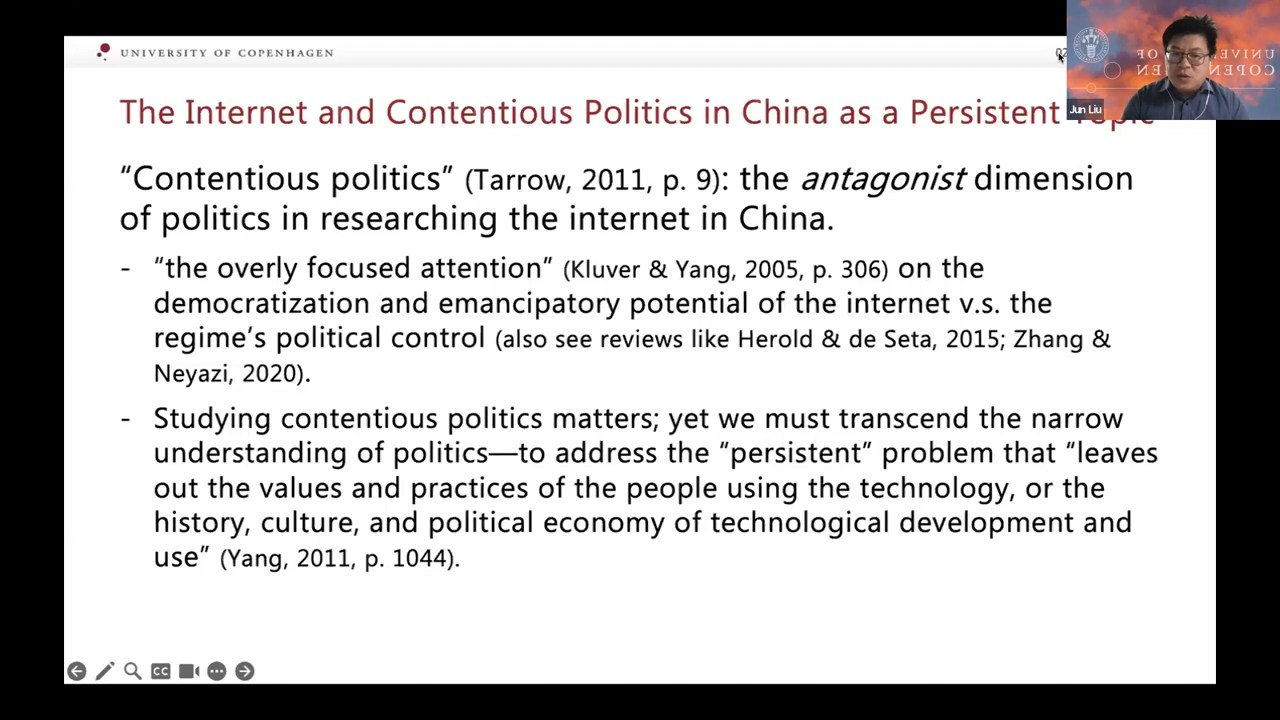 UNIVERSITY OF COPENHAGEN
The Internet and Contentious Politics in China as a Persistent Topic
Jun Liu
“Contentious politics” (Tarrow, 2011, p. 9): the antagonist dimension
of politics in researching the internet in China.
- “the overly focused attention” (Kluver & Yang, 2005, p. 306) on the
democratization and emancipatory potential of the internet v.s. the
regime’s political control (also see reviews like Herold & de Seta, 2015; Zhang &
Neyazi, 2020).
- Studying contentious politics matters; yet we must transcend the narrow
understanding of politics—to address the “persistent” problem that “leaves
out the values and practices of the people using the technology, or the
history, culture, and political economy of technological development and
use” (Yang, 2011, p. 1044).
CC